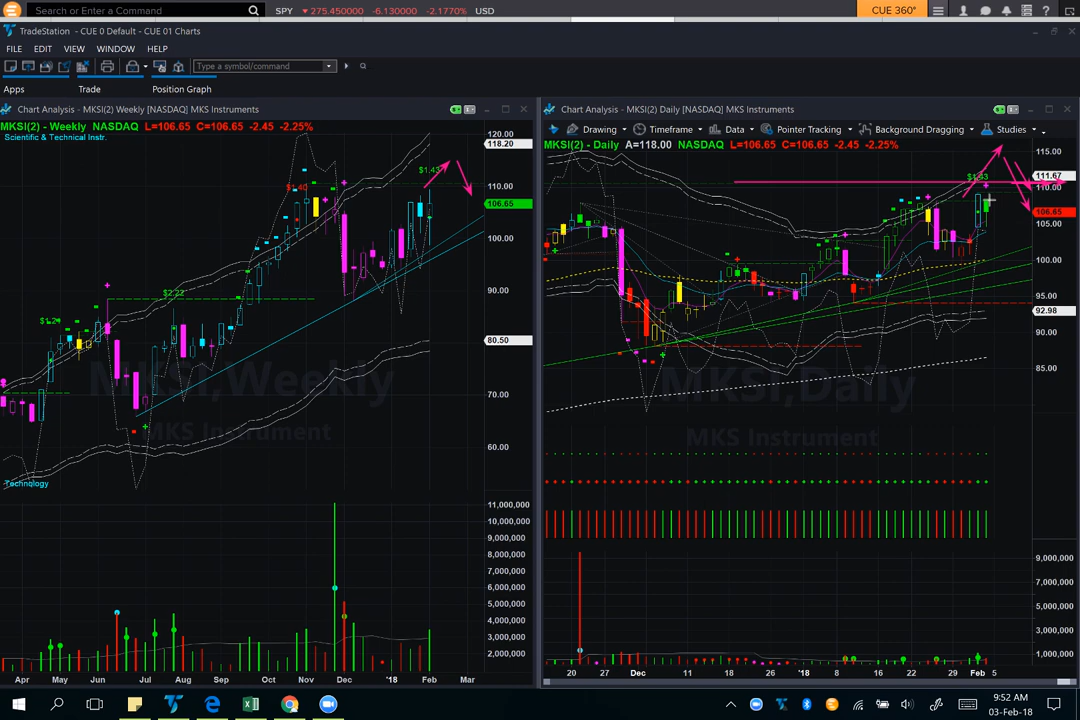 Search or Enter a Command
SPY ▼ 275.450000 -6.130000 -2.1770% USD
CUE 360°
TradeStation - CUE 0 Default - CUE 01 Charts
FILE EDIT VIEW WINDOW HELP
Type a symbol/command
Apps Trade Position Graph
Chart Analysis - MKSI(2) Weekly [NASDAQ] MKS Instruments
MKSI(2) - Weekly NASDAQ L=106.65 C=106.65 -2.45 -2.25%
Scientific & Technical Instr.
120.00
118.20
110.00
106.65
100.00
90.00
80.50
70.00
60.00
$1.43
$1.40
$2.22
MKSI,Weekly
MKS Instrument
Technology
11,000,000
10,000,000
9,000,000
8,000,000
7,000,000
6,000,000
5,000,000
4,000,000
3,000,000
2,000,000
Apr May Jun Jul Aug Sep Oct Nov Dec '18 Feb Mar
Chart Analysis - MKSI(2) Daily [NASDAQ] MKS Instruments
Drawing Timeframe Data Pointer Tracking Background Dragging Studies
MKSI(2) - Daily A=118.00 NASDAQ L=106.65 C=106.65 -2.45 -2.25%
115.00
111.67
110.00
106.65
105.00
100.00
95.00
92.98
90.00
85.00
$1.43
MKSI,Daily
MKS Instrument
9,000,000
7,000,000
6,000,000
5,000,000
4,000,000
3,000,000
1,000,000
20 27 Dec 11 18 26 '18 8 16 22 29 Feb 5
9:52 AM
03-Feb-18